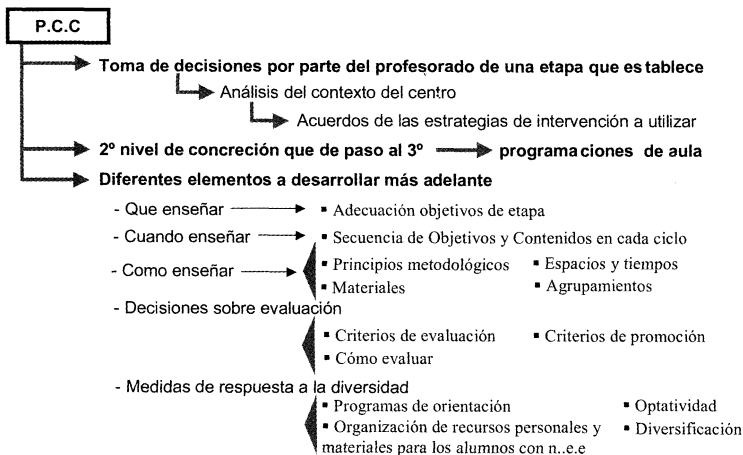 P.C.C
Toma de decisiones por parte del profesorado de una etapa que establece
Análisis del contexto del centro
Acuerdos de las estrategias de intervención a utilizar
2º nivel de concreción que de paso al 3º programaciones de aula
Diferentes elementos a desarrollar más adelante
- Que enseñar ▪ Adecuación objetivos de etapa
- Cuando enseñar ▪ Secuencia de Objetivos y Contenidos en cada ciclo
- Como enseñar ▪ Principios metodológicos ▪ Espacios y tiempos
▪ Materiales ▪ Agrupamientos
- Decisiones sobre evaluación
▪ Criterios de evaluación ▪ Criterios de promoción
▪ Cómo evaluar
- Medidas de respuesta a la diversidad
▪ Programas de orientación ▪ Optatividad
▪ Organización de recursos personales y ▪ Diversificación
materiales para los alumnos con n..e.e